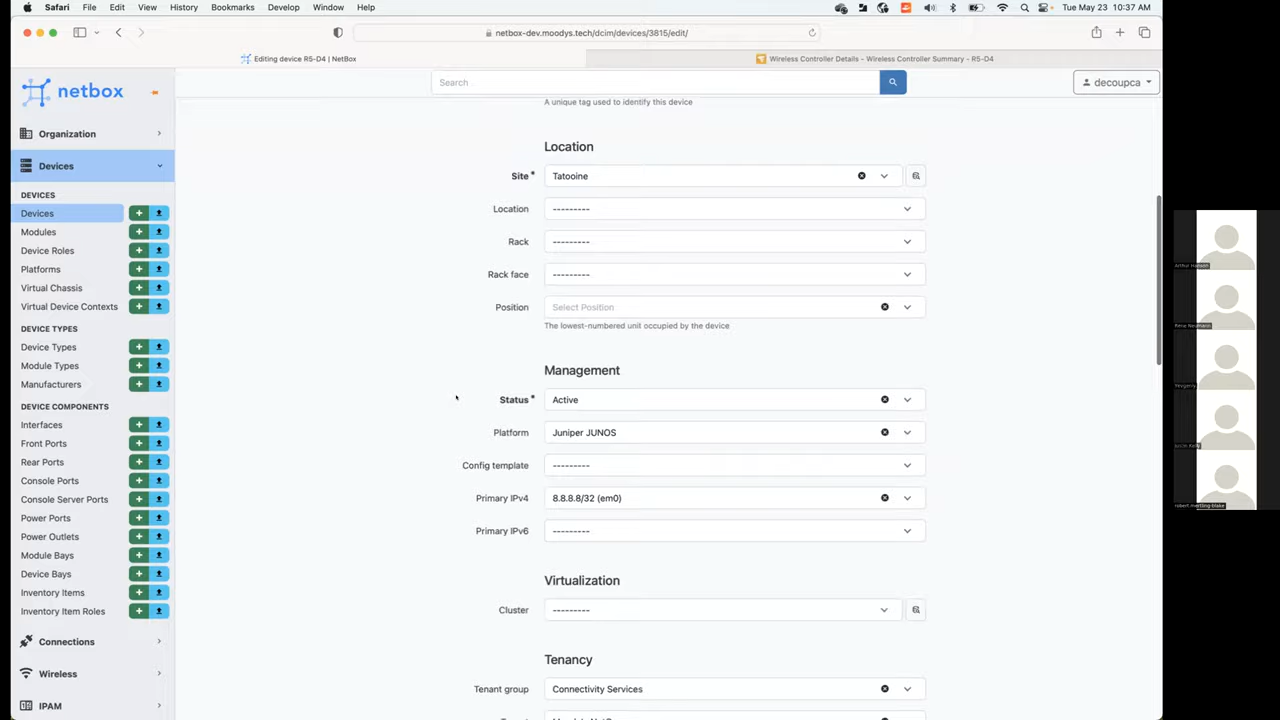 Safari File Edit View History Bookmarks Develop Window Help
Tue May 23 10:37 AM
netbox-dev.moodys.tech/dcim/devices/3815/edit/
Editing device R5-D4 | NetBox
Wireless Controller Details - Wireless Controller Summary - R5-D4
netbox
Search
decoupca
Organization
Devices
DEVICES
Devices
Modules
Device Roles
Platforms
Virtual Chassis
Virtual Device Contexts
DEVICE TYPES
Device Types
Module Types
Manufacturers
DEVICE COMPONENTS
Interfaces
Front Ports
Rear Ports
Console Ports
Console Server Ports
Power Ports
Power Outlets
Module Bays
Device Bays
Inventory Items
Inventory Item Roles
Connections
Wireless
IPAM
A unique tag used to identify this device
Location
Site * Tatooine
Location ---------
Rack ---------
Rack face ---------
Position Select Position
The lowest-numbered unit occupied by the device
Management
Status * Active
Platform Juniper JUNOS
Config template ---------
Primary IPv4 8.8.8.8/32 (em0)
Primary IPv6 ---------
Virtualization
Cluster ---------
Tenancy
Tenant group Connectivity Services
Arthur Hanson